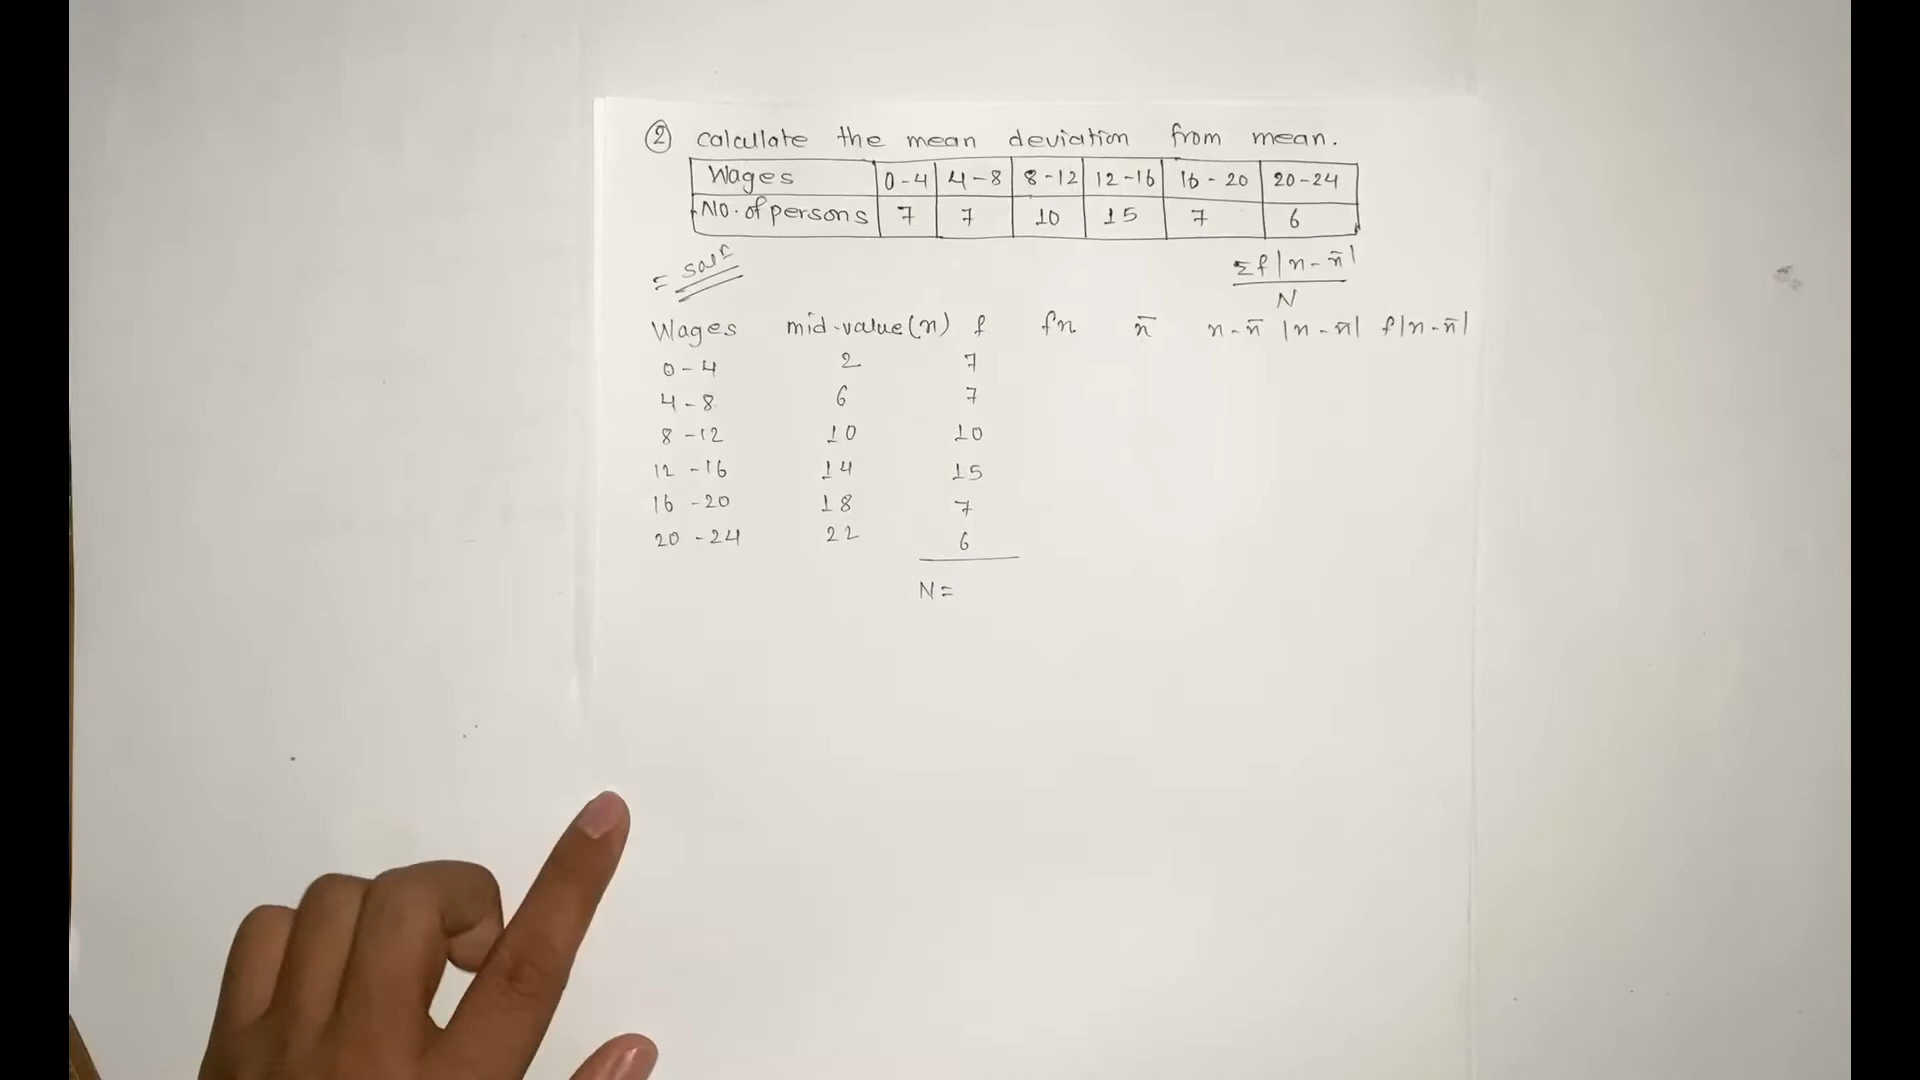 ② calculate the mean deviation from mean.
Wages 0-4 4-8 8-12 12-16 16-20 20-24
No. of persons 7 7 10 15 7 6
= Solⁿ
Σf|x-x̄|
N
Wages mid-value(x) f fx x̄ x-x̄ |x-x̄| f|x-x̄|
0-4 2 7
4-8 6 7
8-12 10 10
12-16 14 15
16-20 18 7
20-24 22 6
N=